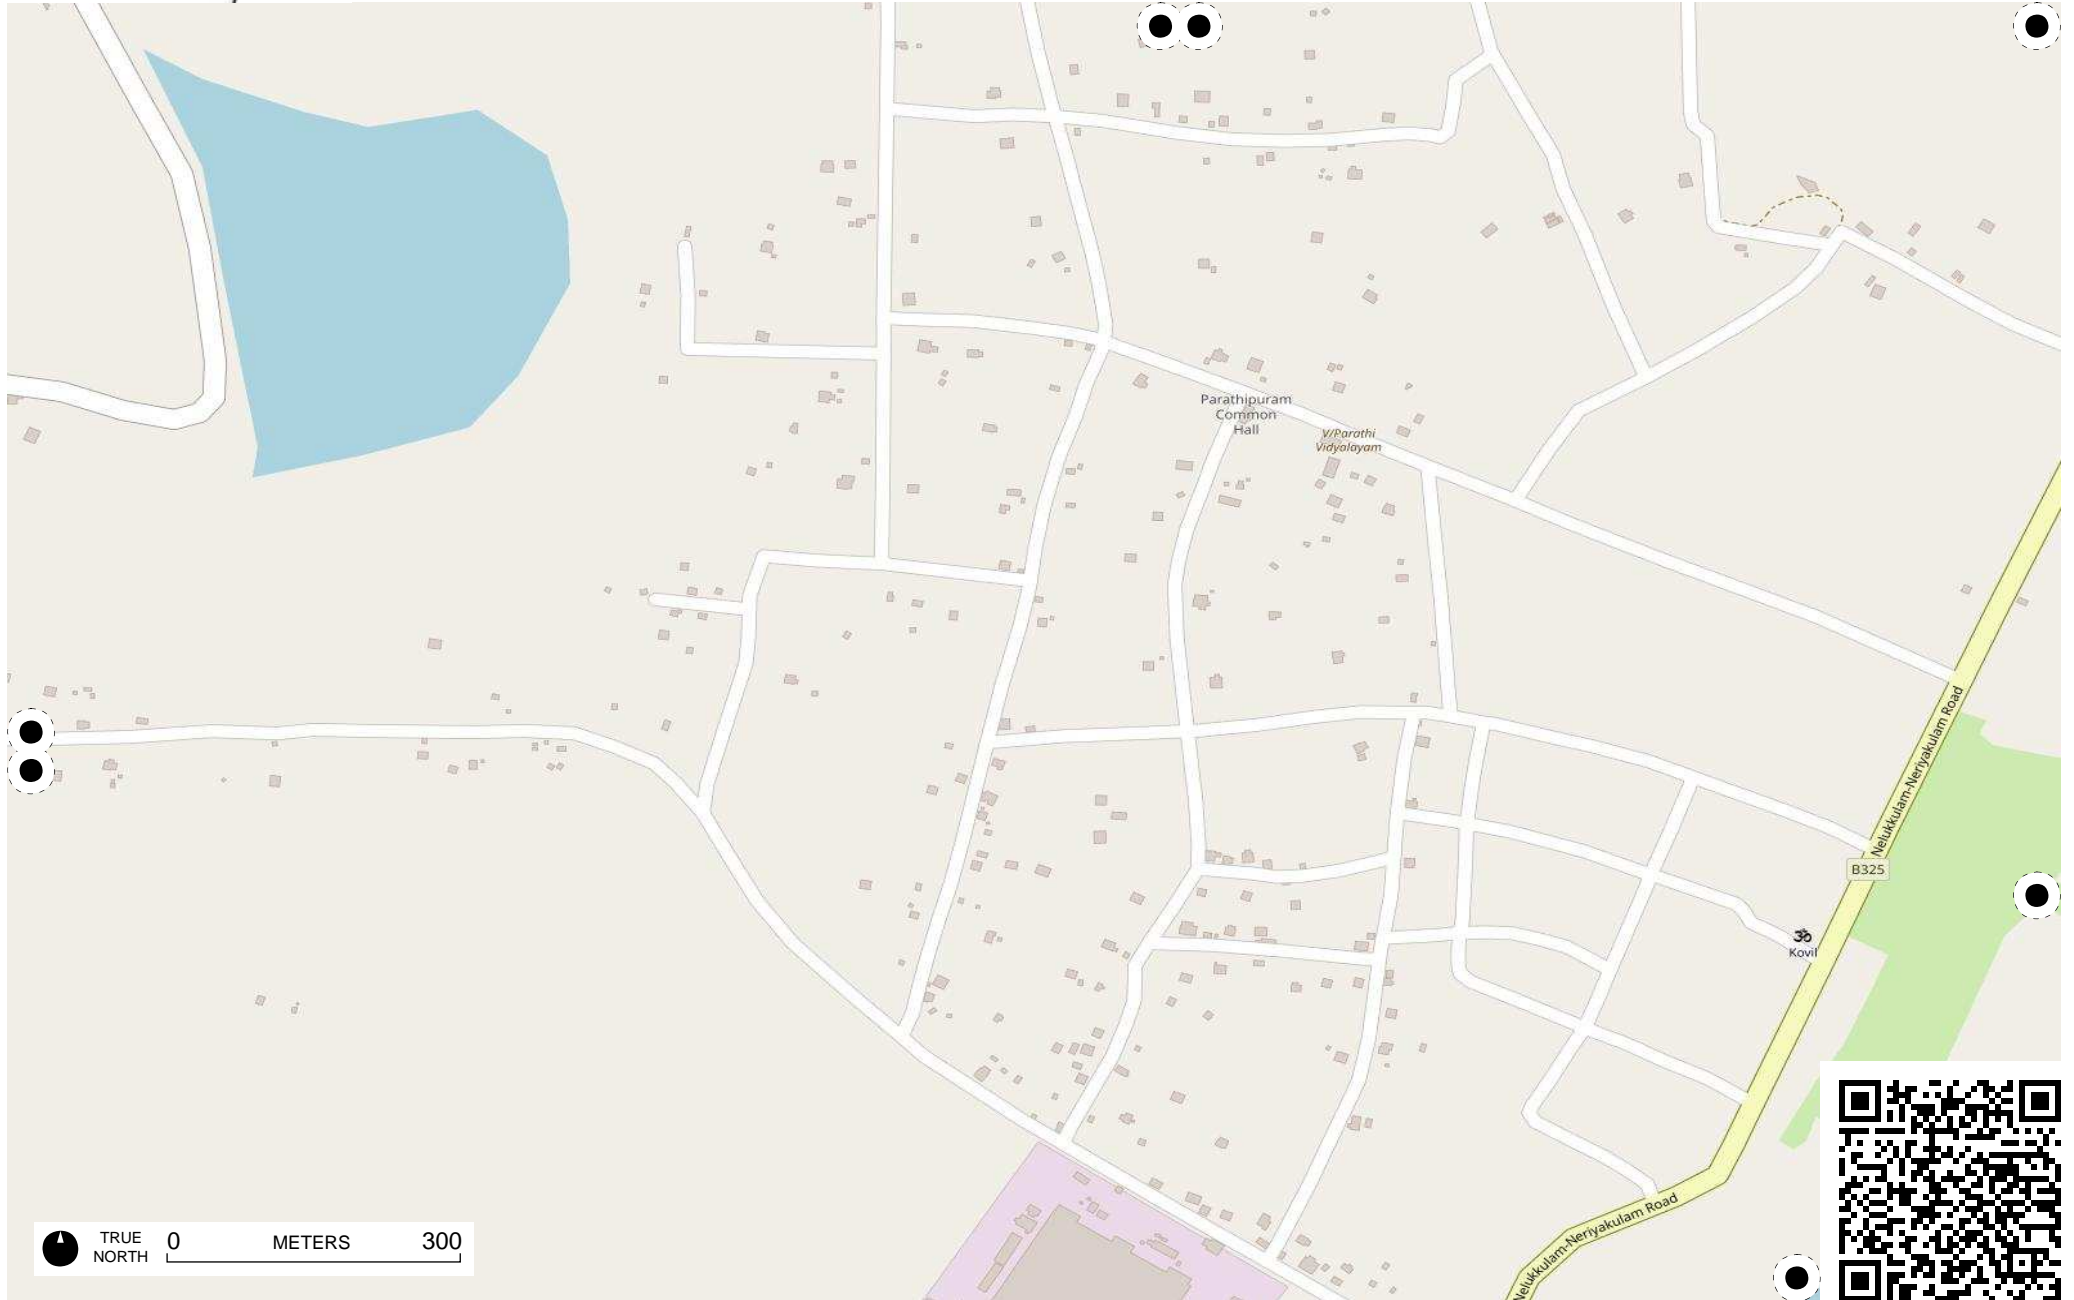 Parathipuram
Common
Hall
V/Parathi
Vidyalayam
Nelukkulam-Neriyakulam Road
B325
ॐ
Kovil
Nelukkulam-Neriyakulam Road
TRUE
NORTH
0 METERS 300